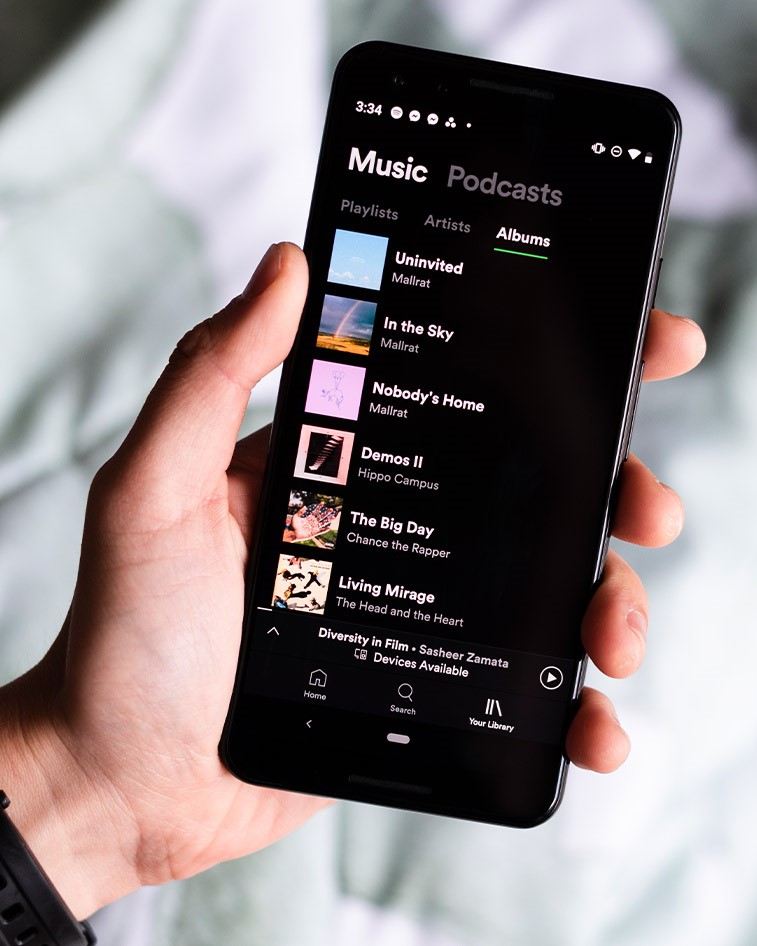 3:34
Music Podcasts
Playlists Artists Albums
Uninvited
Mallrat
In the Sky
Mallrat
Nobody's Home
Mallrat
Demos II
Hippo Campus
The Big Day
Chance the Rapper
Living Mirage
The Head and the Heart
Diversity in Film • Sasheer Zamata
Devices Available
Home Search Your Library